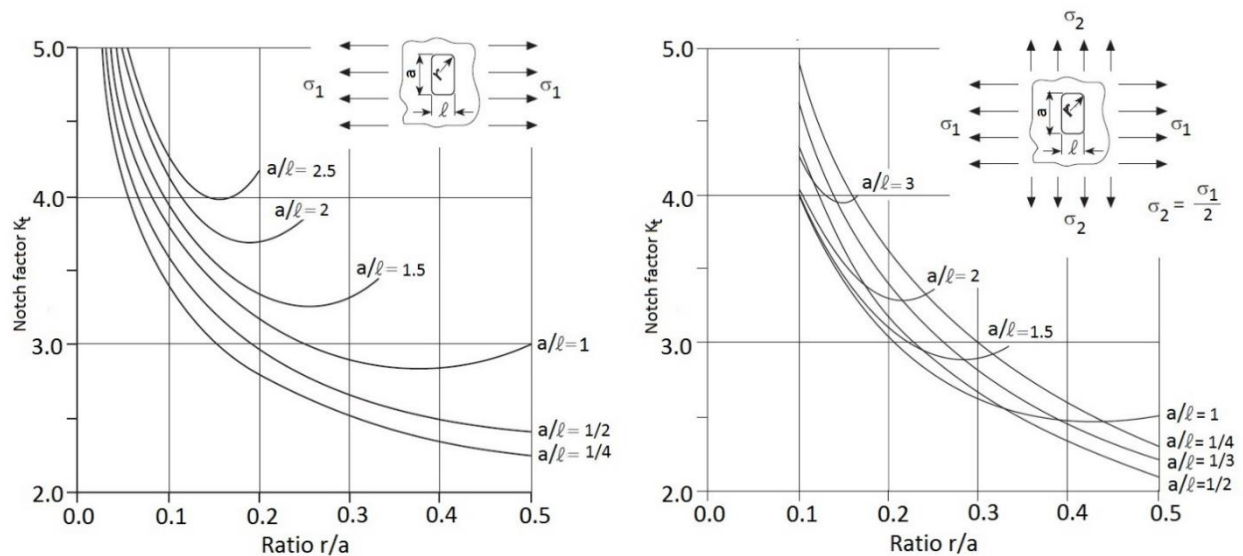 5.0
4.0
3.0
2.0
Notch factor Kₜ
0.0 0.1 0.2 0.3 0.4 0.5
Ratio r/a
σ₁
a
r
ℓ
a/ℓ= 2.5
a/ℓ= 2
a/ℓ= 1.5
a/ℓ=1
a/ℓ= 1/2
a/ℓ= 1/4
5.0
4.0
3.0
2.0
Notch factor Kₜ
0.0 0.1 0.2 0.3 0.4 0.5
Ratio r/a
σ₂
σ₁
a
r
ℓ
σ₁
σ₂
σ₂ = σ₁/2
a/ℓ= 3
a/ℓ= 2
a/ℓ=1.5
a/ℓ= 1
a/ℓ= 1/4
a/ℓ= 1/3
a/ℓ=1/2